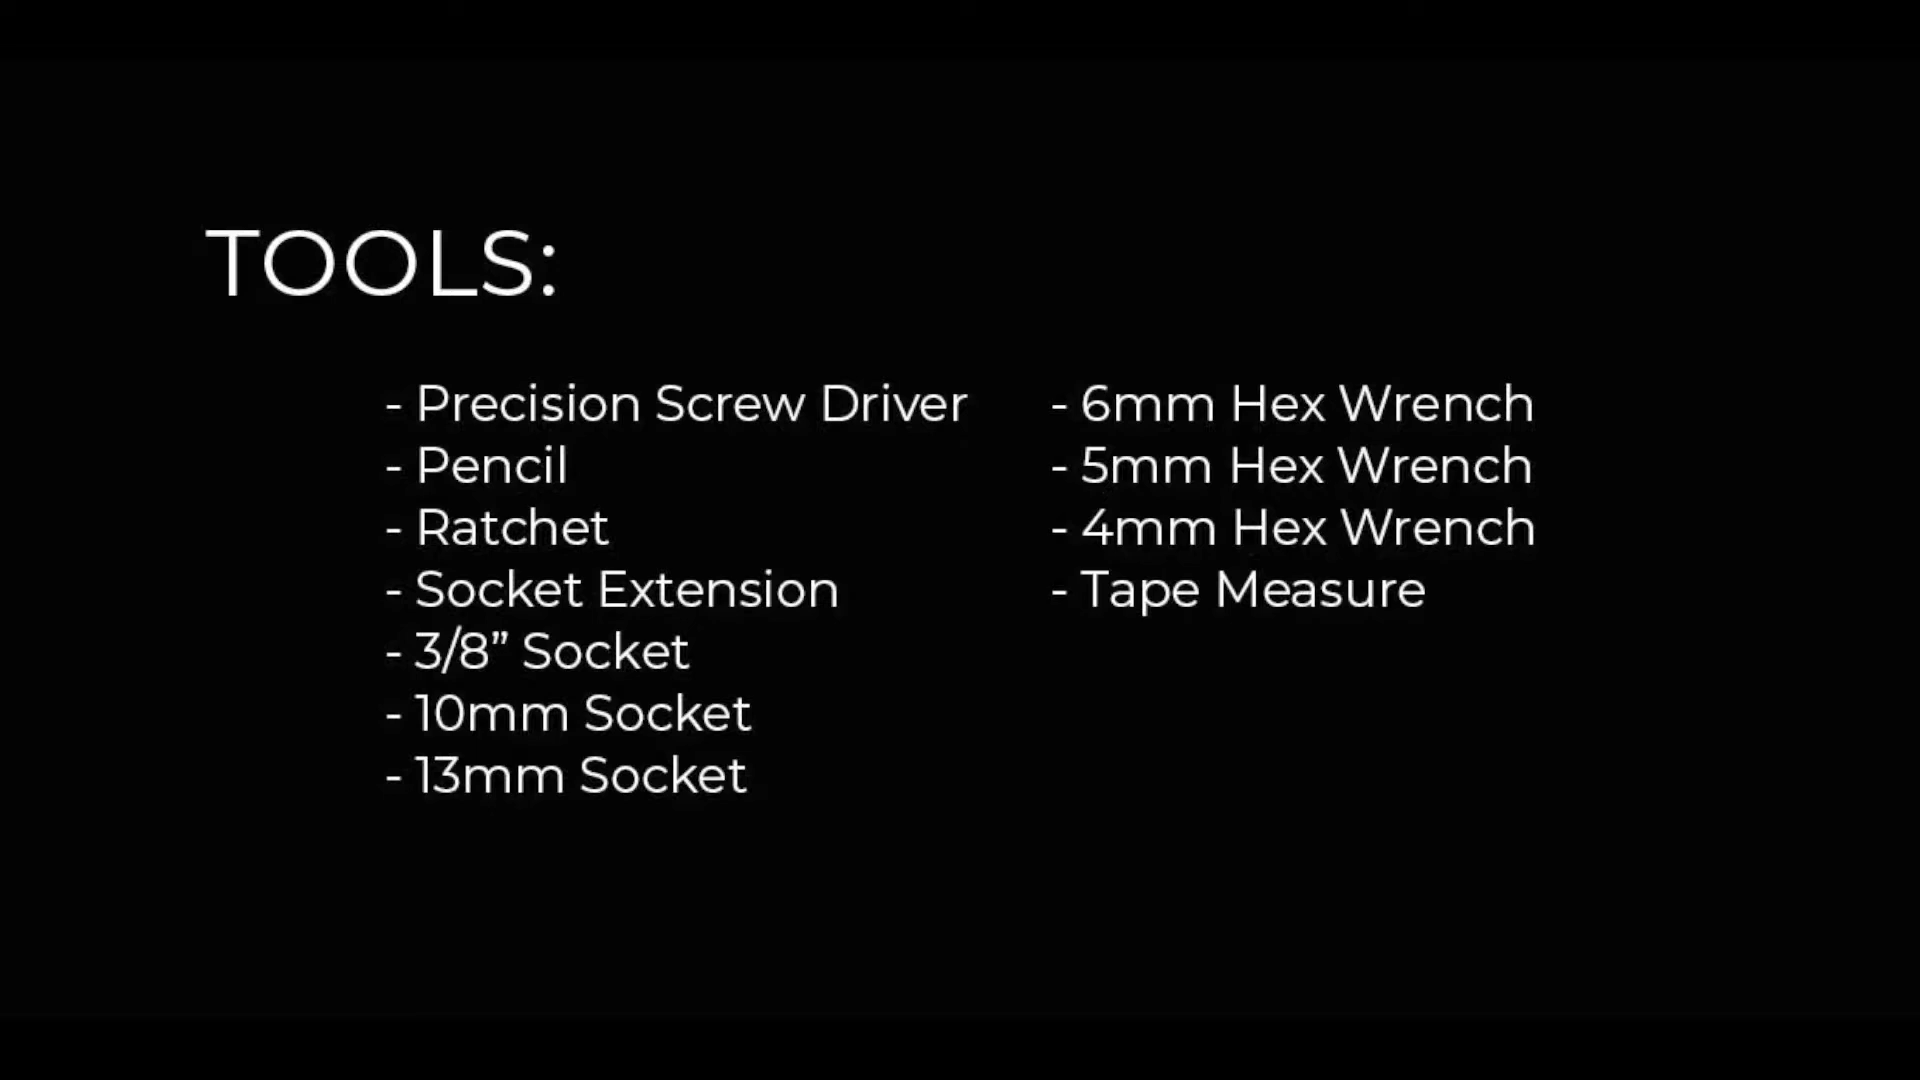 TOOLS:
- Precision Screw Driver
- Pencil
- Ratchet
- Socket Extension
- 3/8” Socket
- 10mm Socket
- 13mm Socket
- 6mm Hex Wrench
- 5mm Hex Wrench
- 4mm Hex Wrench
- Tape Measure